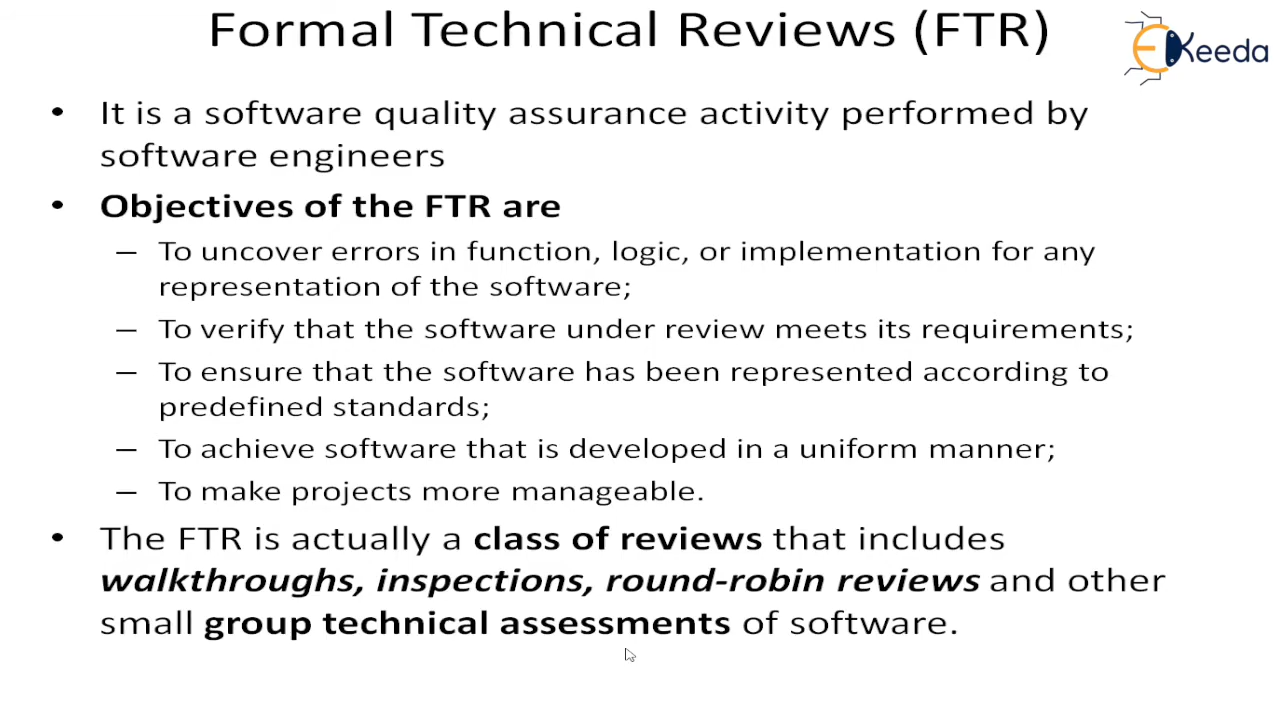 Formal Technical Reviews (FTR)
EKeeda
• It is a software quality assurance activity performed by
software engineers
• Objectives of the FTR are
– To uncover errors in function, logic, or implementation for any
representation of the software;
– To verify that the software under review meets its requirements;
– To ensure that the software has been represented according to
predefined standards;
– To achieve software that is developed in a uniform manner;
– To make projects more manageable.
• The FTR is actually a class of reviews that includes
walkthroughs, inspections, round-robin reviews and other
small group technical assessments of software.